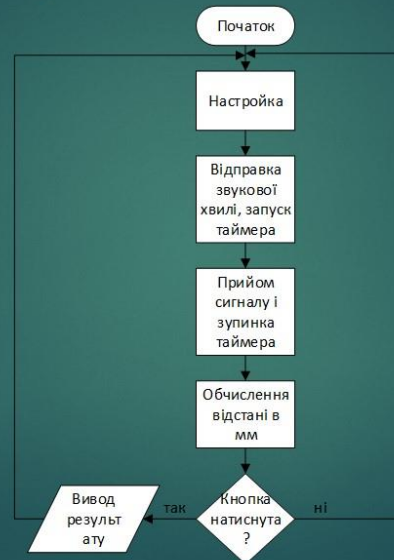 Початок
Настройка
Відправка
звукової
хвилі, запуск
таймера
Прийом
сигналу і
зупинка
таймера
Обчислення
відстані в
мм
Кнопка
натиснута
?
так
ні
Вивод
результ
ату